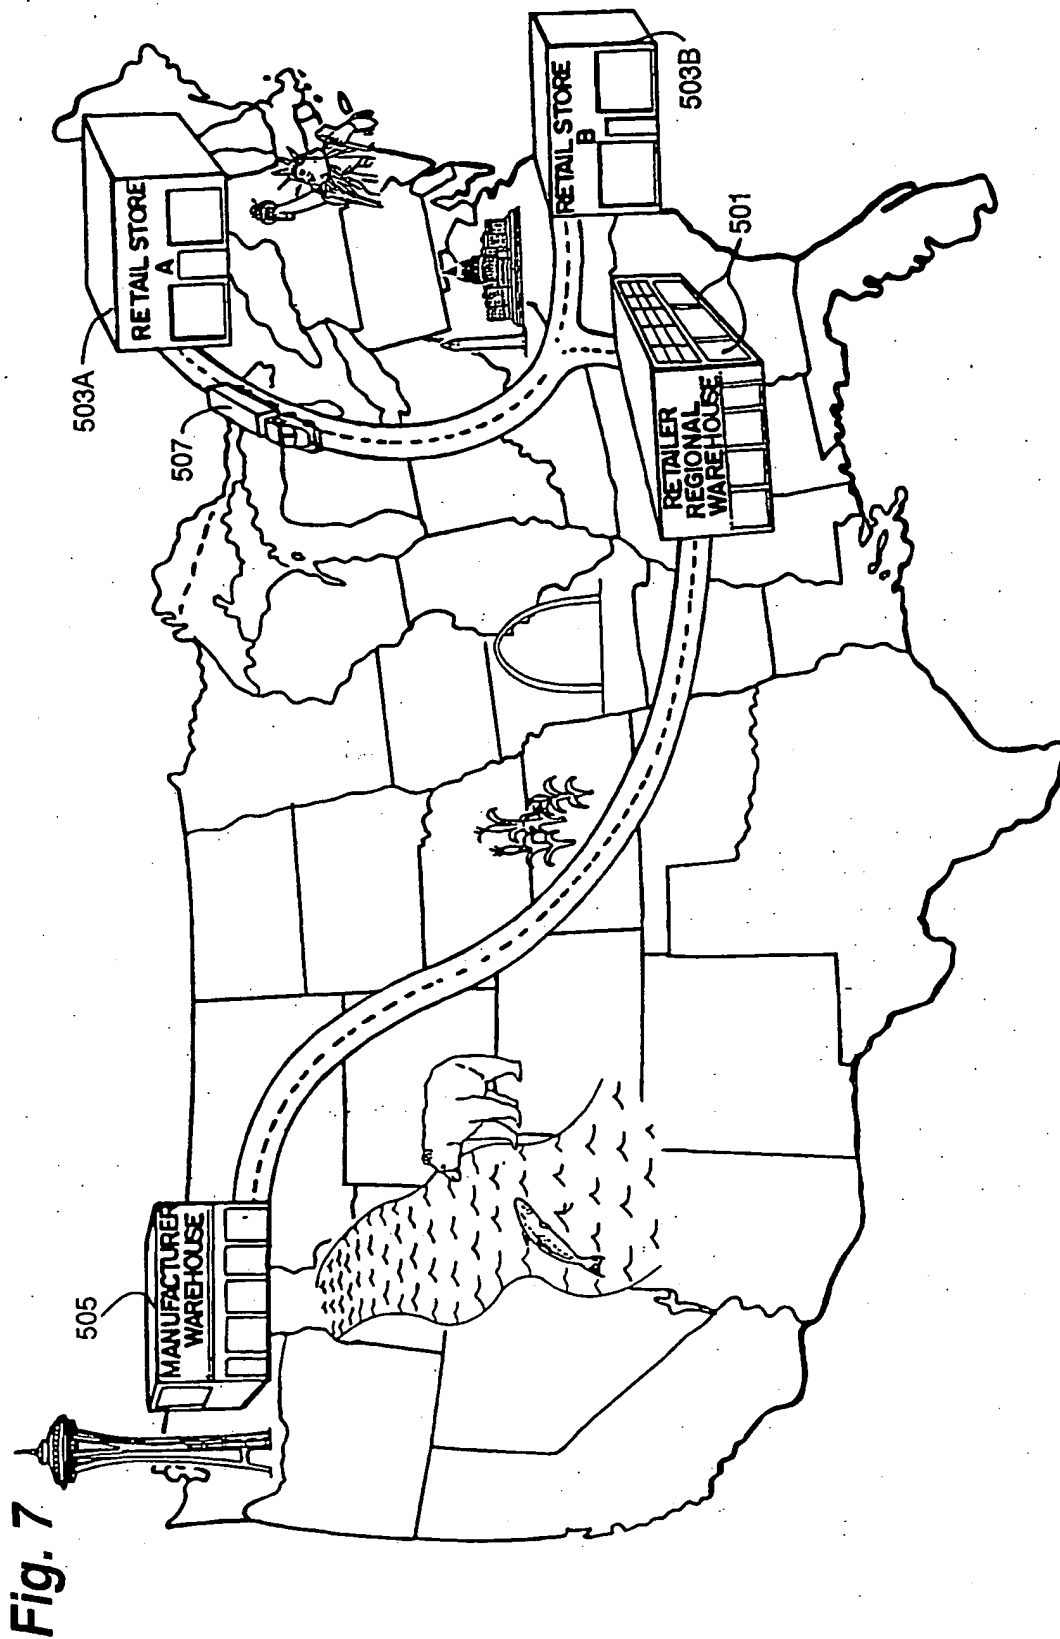 Fig. 7
505
MANUFACTURER
WAREHOUSE
507
503A
RETAIL STORE
A
RETAILER
REGIONAL
WAREHOUSE
501
RETAIL STORE
B
503B